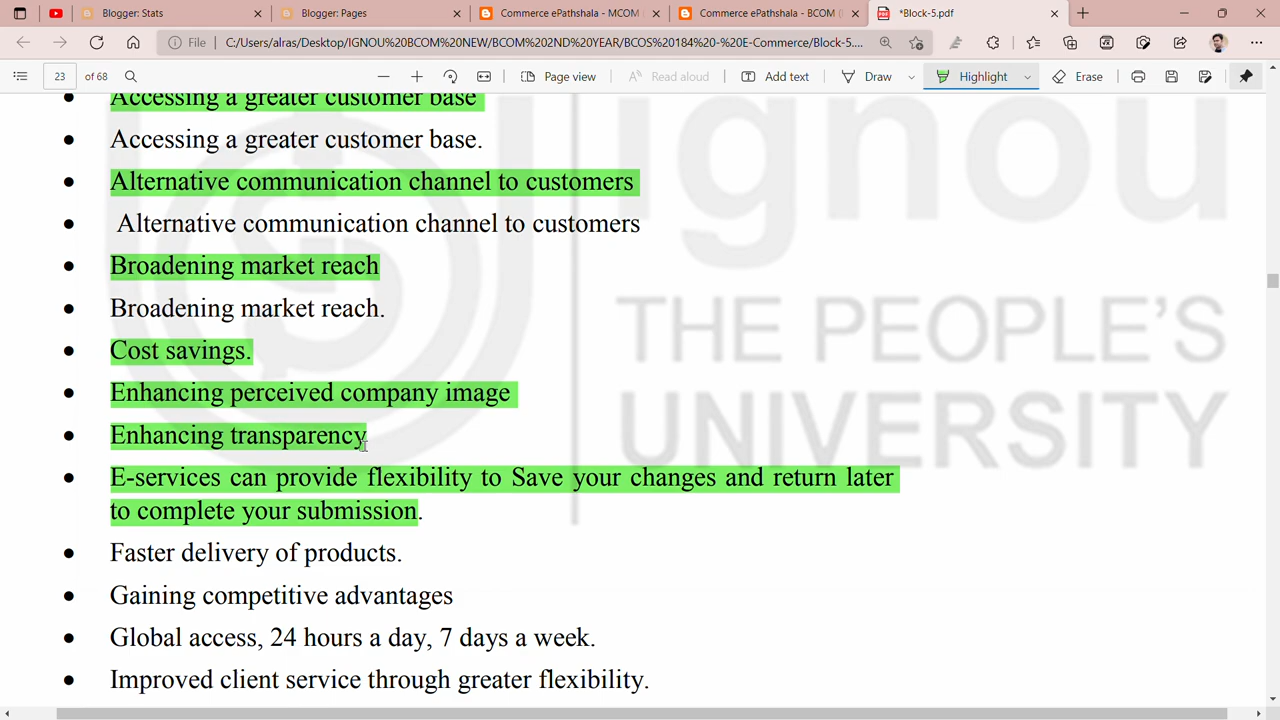 Blogger: Stats
Blogger: Pages
Commerce ePathshala - MCOM (
Commerce ePathshala - BCOM (
*Block-5.pdf
File | C:/Users/alras/Desktop/IGNOU%20BCOM%20NEW/BCOM%202ND%20YEAR/BCOS%20184%20-%20E-Commerce/Block-5....
23 of 68
Page view
Read aloud
Add text
Draw
Highlight
Erase
Accessing a greater customer base
• Accessing a greater customer base.
• Alternative communication channel to customers
• Alternative communication channel to customers
• Broadening market reach
• Broadening market reach.
• Cost savings.
• Enhancing perceived company image
• Enhancing transparency
• E-services can provide flexibility to Save your changes and return later
to complete your submission.
• Faster delivery of products.
• Gaining competitive advantages
• Global access, 24 hours a day, 7 days a week.
• Improved client service through greater flexibility.
ignou
THE PEOPLE'S
UNIVERSITY